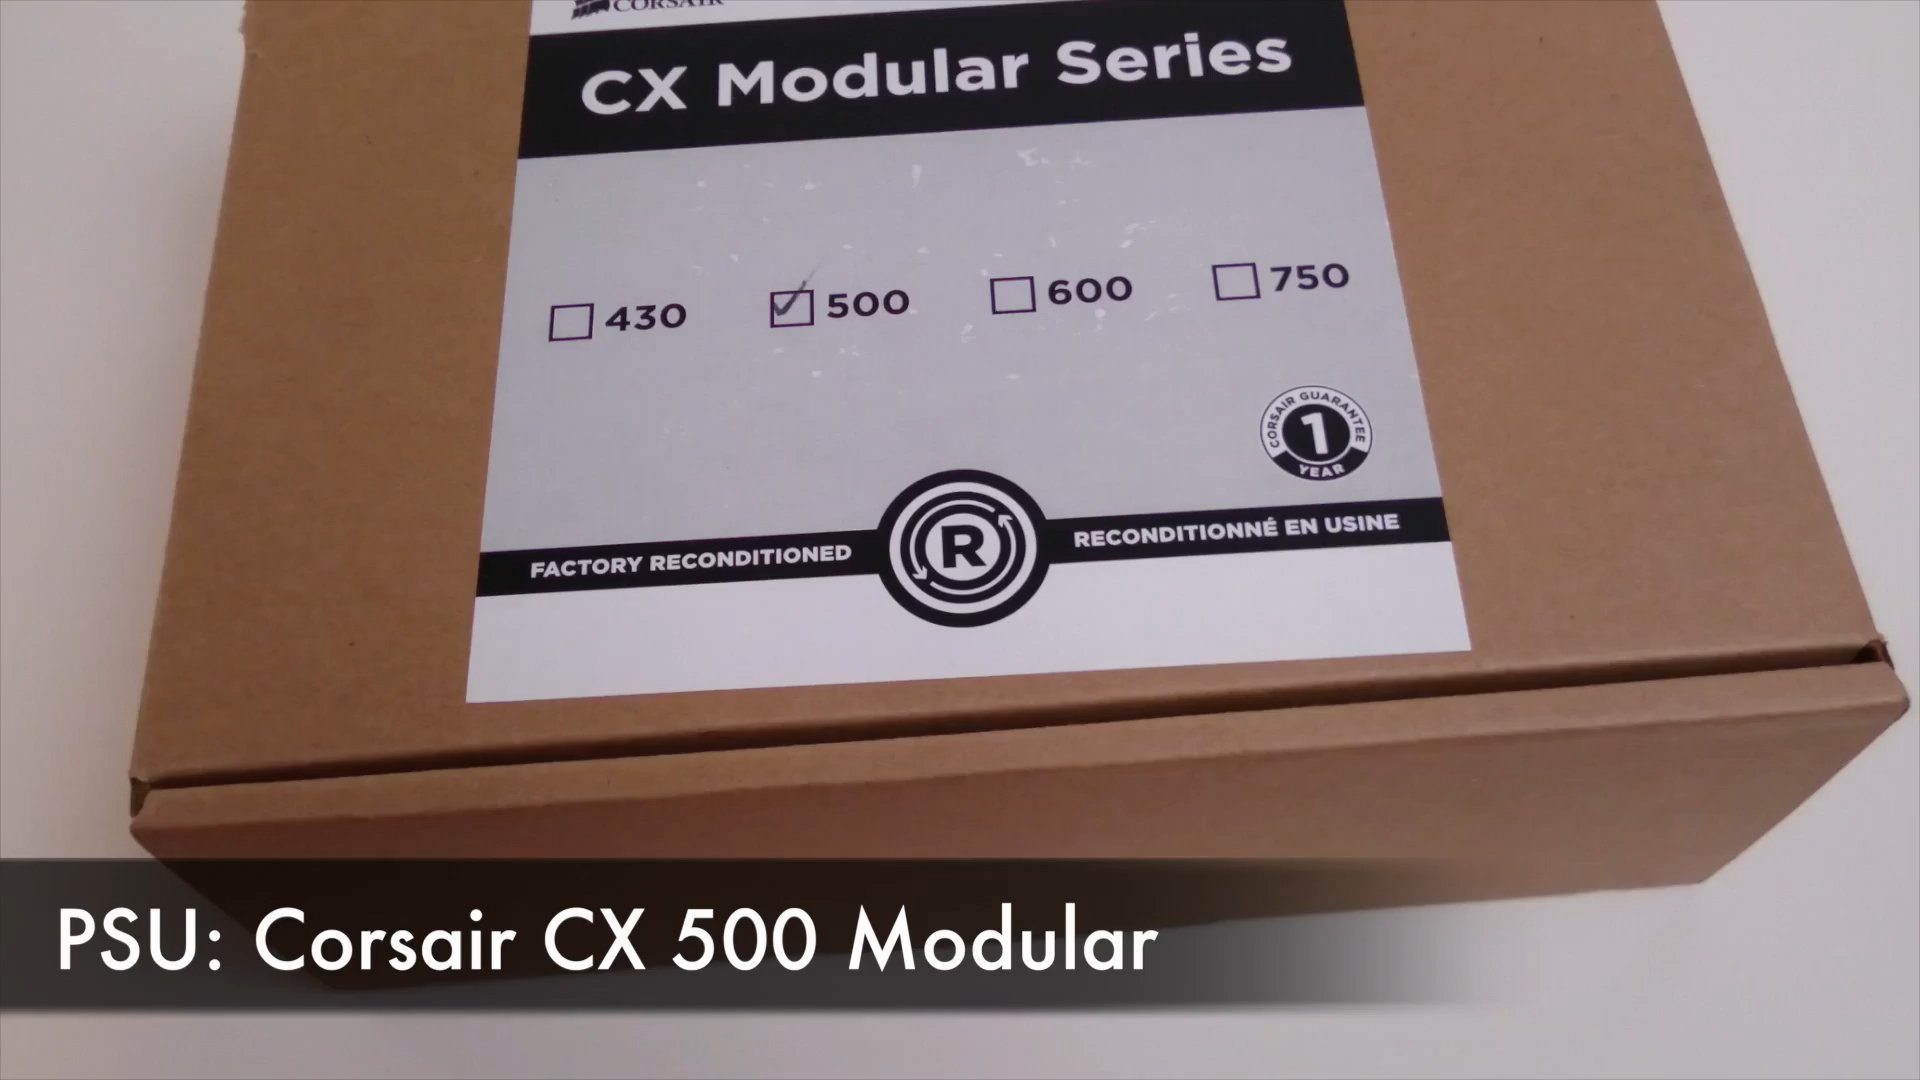 CORSAIR
CX Modular Series
430
500
600
750
CORSAIR GUARANTEE
1
YEAR
FACTORY RECONDITIONED
R
RECONDITIONNÉ EN USINE
PSU: Corsair CX 500 Modular